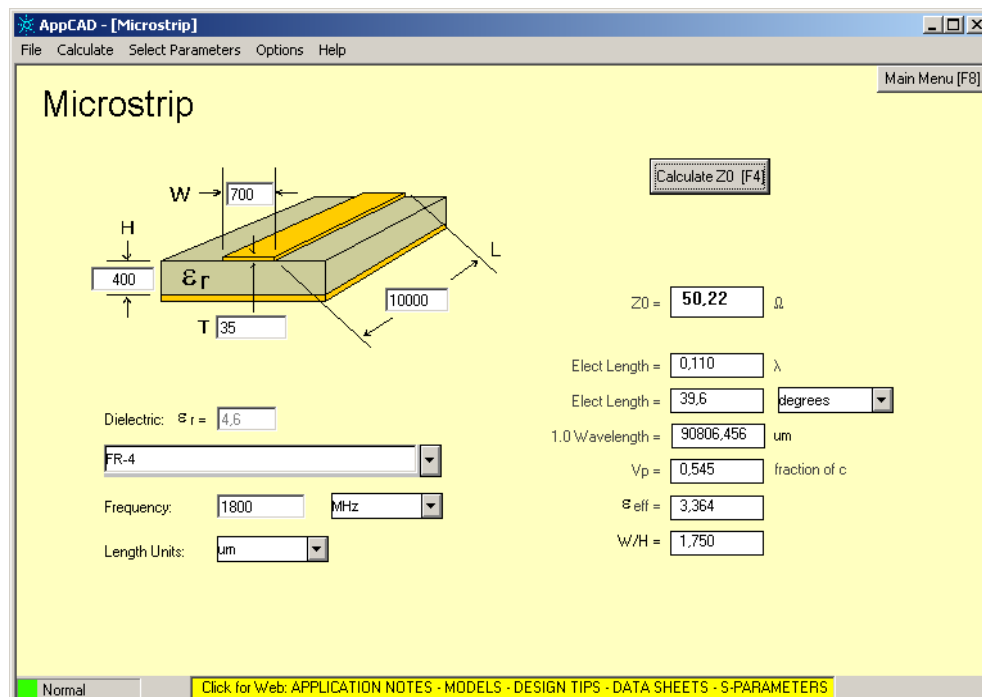 AppCAD - [Microstrip]
File Calculate Select Parameters Options Help
Main Menu [F8]
Microstrip
Calculate Z0 [F4]
W 700
H
400
εr
L
10000
T 35
Z0 = 50,22 Ω
Elect Length = 0,110 λ
Elect Length = 39,6 degrees
1.0 Wavelength = 90806,456 um
Vp = 0,545 fraction of c
εeff = 3,364
W/H = 1,750
Dielectric: εr = 4,6
FR-4
Frequency: 1800 MHz
Length Units: um
Normal
Click for Web: APPLICATION NOTES - MODELS - DESIGN TIPS - DATA SHEETS - S-PARAMETERS